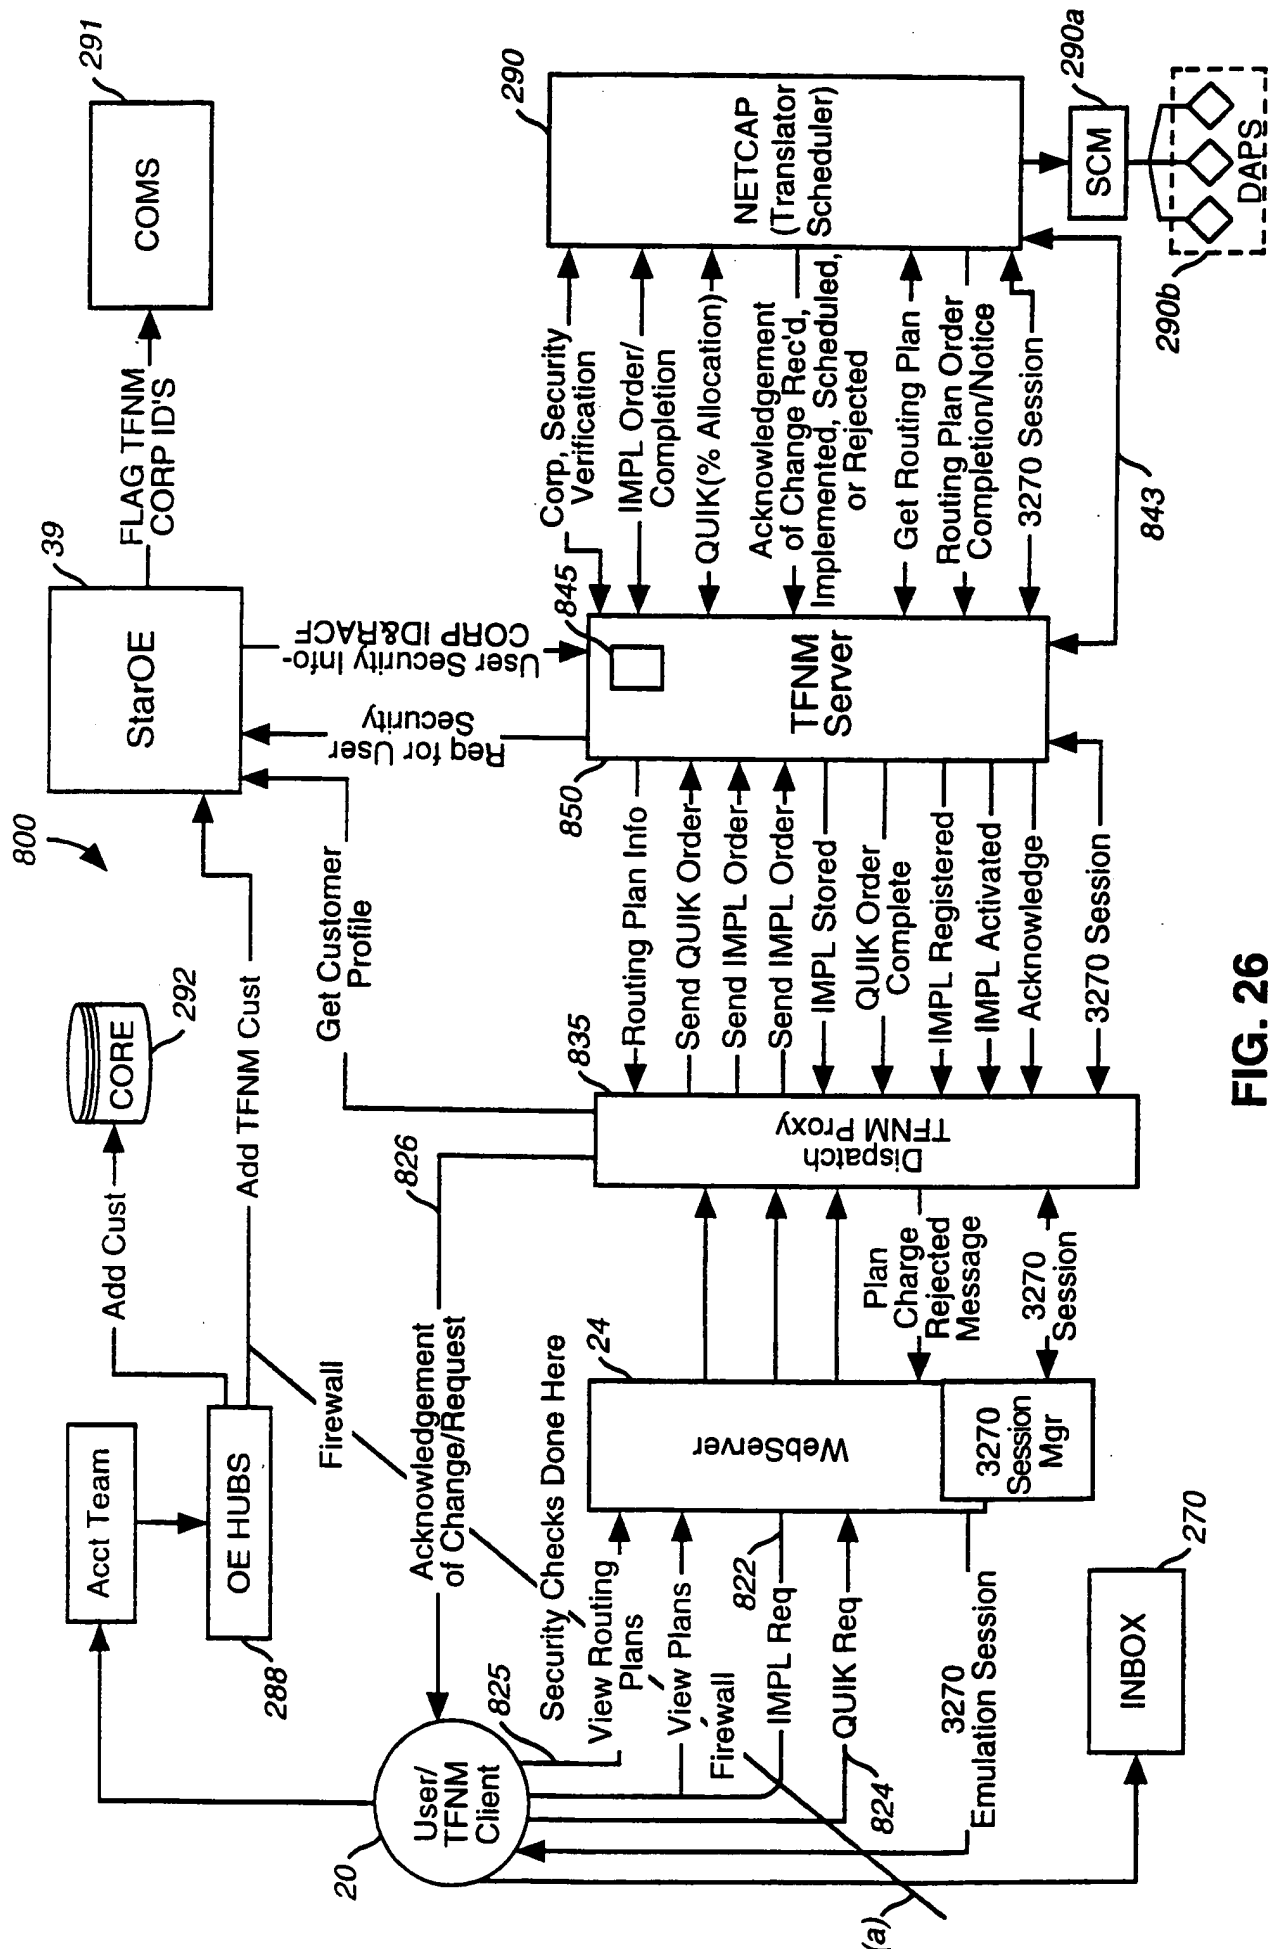 800
Acct Team
OE HUBS
288
Add Cust
CORE
292
Add TFNM Cust
Firewall
StarOE
39
FLAG TFNM
CORP ID'S
COMS
291
Get Customer
Profile
Req for User
Security
User Security Info-
CORP ID&RACF
826
Acknowledgement
of Change/Request
User/
TFNM
Client
20
825
Security Checks Done Here
View Routing
Plans
View Plans
Firewall
822
IMPL Req
QUIK Req
824
3270
Emulation Session
(a)
INBOX
270
24
WebServer
3270
Session
Mgr
Plan
Charge
Rejected
Message
3270
Session
835
Dispatch
TFNM Proxy
Routing Plan Info
Send QUIK Order
Send IMPL Order
Send IMPL Order
IMPL Stored
QUIK Order
Complete
IMPL Registered
IMPL Activated
Acknowledge
3270 Session
850
845
TFNM
Server
Corp, Security
Verification
IMPL Order/
Completion
QUIK(% Allocation)
Acknowledgement
of Change Rec'd,
Implemented, Scheduled,
or Rejected
Get Routing Plan
Routing Plan Order
Completion/Notice
3270 Session
843
290
NETCAP
(Translator
Scheduler)
SCM
290a
DAPS
290b
FIG. 26